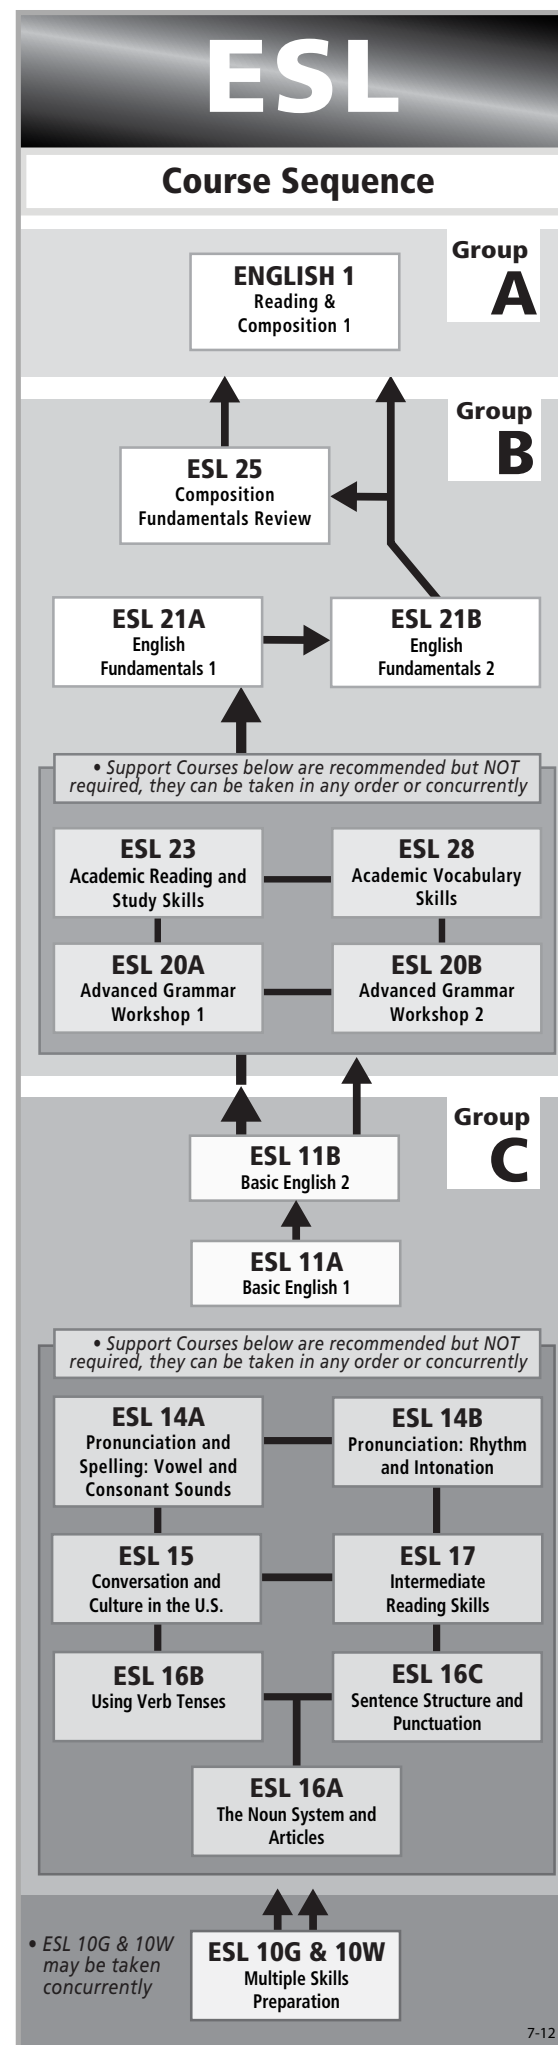 ESL
Course Sequence
Group
A
ENGLISH 1
Reading &
Composition 1
Group
B
ESL 25
Composition
Fundamentals Review
ESL 21A
English
Fundamentals 1
ESL 21B
English
Fundamentals 2
• Support Courses below are recommended but NOT
required, they can be taken in any order or concurrently
ESL 23
Academic Reading and
Study Skills
ESL 28
Academic Vocabulary
Skills
ESL 20A
Advanced Grammar
Workshop 1
ESL 20B
Advanced Grammar
Workshop 2
Group
C
ESL 11B
Basic English 2
ESL 11A
Basic English 1
• Support Courses below are recommended but NOT
required, they can be taken in any order or concurrently
ESL 14A
Pronunciation and
Spelling: Vowel and
Consonant Sounds
ESL 14B
Pronunciation: Rhythm
and Intonation
ESL 15
Conversation and
Culture in the U.S.
ESL 17
Intermediate
Reading Skills
ESL 16B
Using Verb Tenses
ESL 16C
Sentence Structure and
Punctuation
ESL 16A
The Noun System and
Articles
• ESL 10G & 10W
may be taken
concurrently
ESL 10G & 10W
Multiple Skills
Preparation
7-12